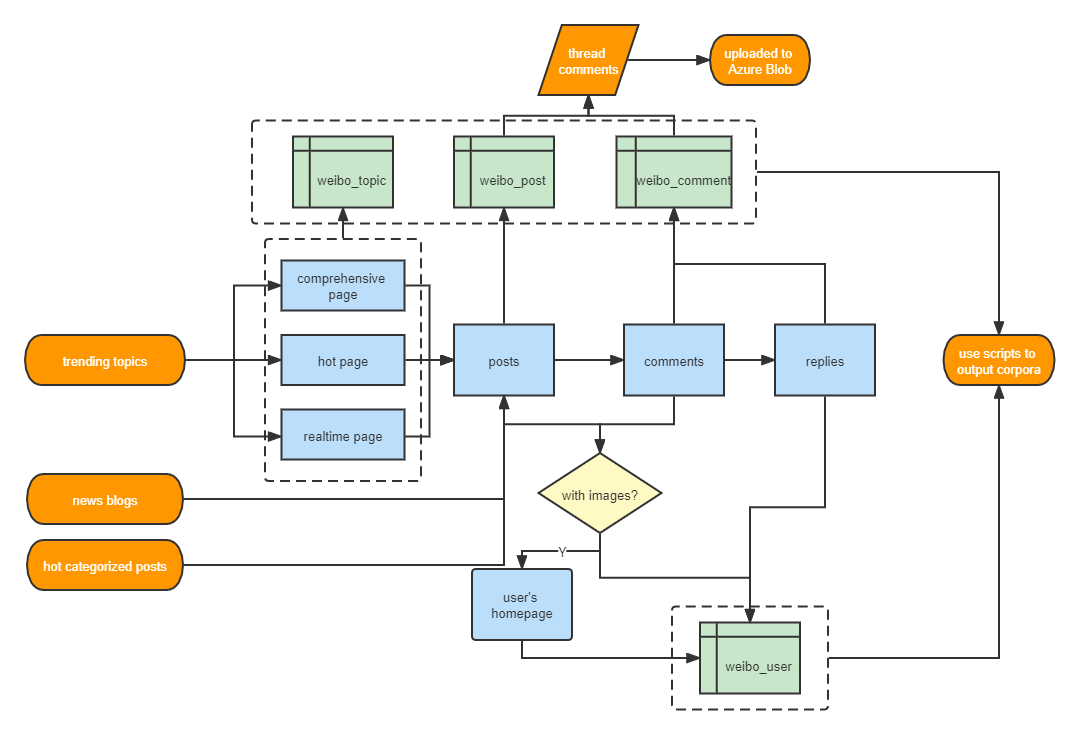 thread
comments
uploaded to
Azure Blob
weibo_topic
weibo_post
weibo_comment
comprehensive
page
trending topics
hot page
posts
comments
replies
use scripts to
output corpora
realtime page
news blogs
with images?
hot categorized posts
Y
user's
homepage
weibo_user